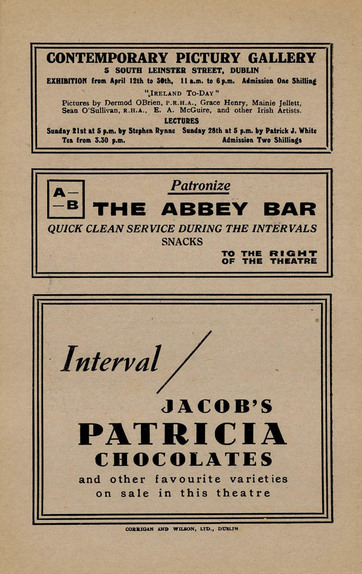 CONTEMPORARY PICTURY GALLERY
5 SOUTH LEINSTER STREET, DUBLIN
EXHIBITION from April 12th to 30th, 11 a.m. to 6 p.m. Admission One Shilling
"IRELAND TO-DAY"
Pictures by Dermod OBrien, P.R.H.A., Grace Henry, Mainie Jellett,
Sean O'Sullivan, R.H.A., E. A. McGuire, and other Irish Artists.
LECTURES
Sunday 21st at 5 p.m. by Stephen Rynne Sunday 28th at 5 p.m. by Patrick J. White
Tea from 3.30 p.m. Admission Two Shillings
A—
—B
Patronize
THE ABBEY BAR
QUICK CLEAN SERVICE DURING THE INTERVALS
SNACKS
TO THE RIGHT
OF THE THEATRE
Interval /
JACOB'S
PATRICIA
CHOCOLATES
and other favourite varieties
on sale in this theatre
CORRIGAN AND WILSON, LTD., DUBLIN